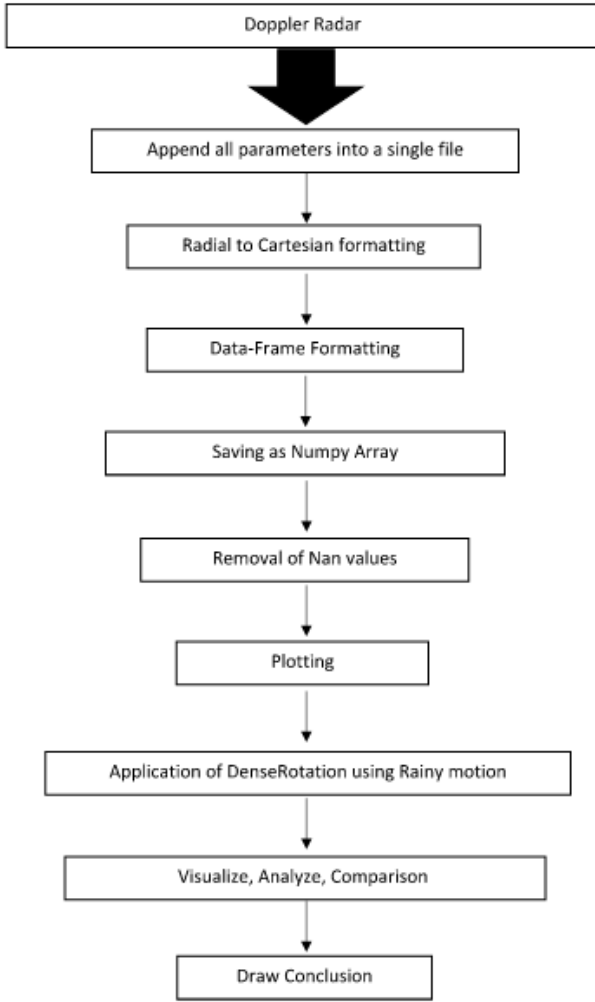 Doppler Radar
Append all parameters into a single file
Radial to Cartesian formatting
Data-Frame Formatting
Saving as Numpy Array
Removal of Nan values
Plotting
Application of DenseRotation using Rainy motion
Visualize, Analyze, Comparison
Draw Conclusion